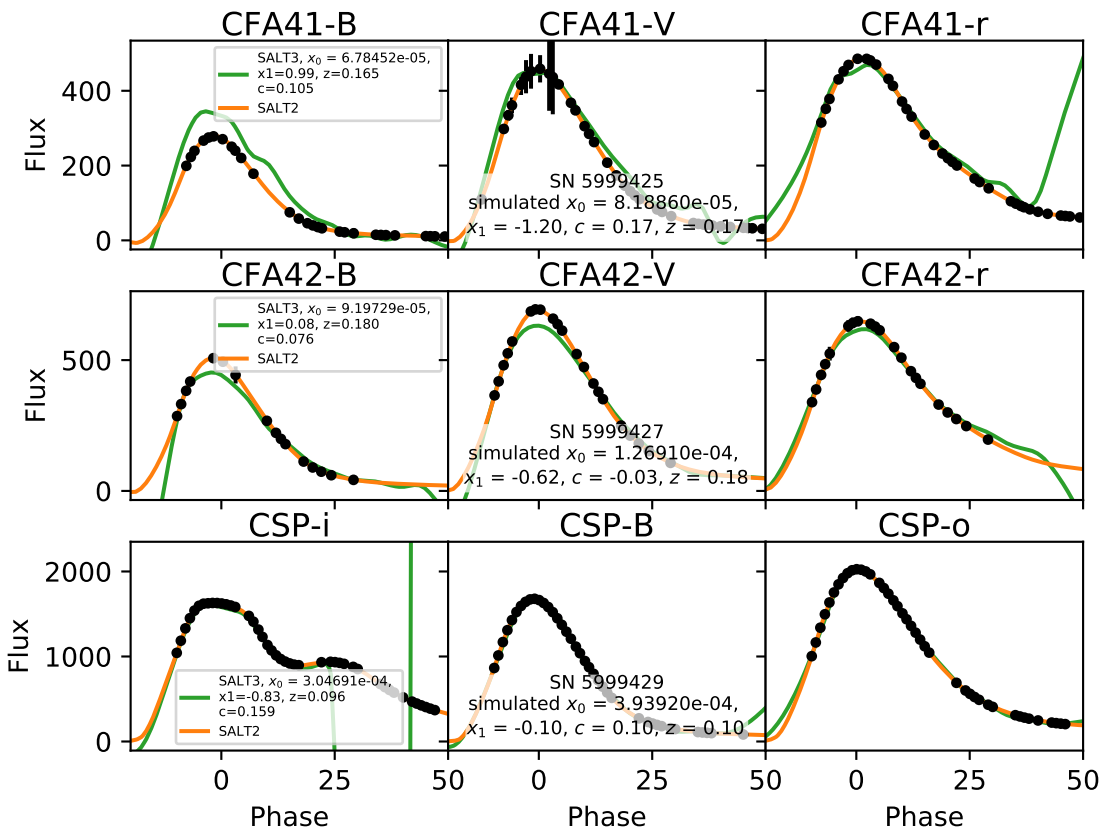 CFA41-B CFA41-V CFA41-r
Flux
400
200
0
SALT3, x₀ = 6.78452e-05,
x1=0.99, z=0.165
c=0.105
SALT2
SN 5999425
simulated x₀ = 8.18860e-05,
x₁ = -1.20, c = 0.17, z = 0.17
CFA42-B CFA42-V CFA42-r
Flux
500
0
SALT3, x₀ = 9.19729e-05,
x1=0.08, z=0.180
c=0.076
SALT2
SN 5999427
simulated x₀ = 1.26910e-04,
x₁ = -0.62, c = -0.03, z = 0.18
CSP-i CSP-B CSP-o
Flux
2000
1000
0
SALT3, x₀ = 3.04691e-04,
x1=-0.83, z=0.096
c=0.159
SALT2
SN 5999429
simulated x₀ = 3.93920e-04,
x₁ = -0.10, c = 0.10, z = 0.10
0 25 50 0 25 50 0 25 50
Phase Phase Phase